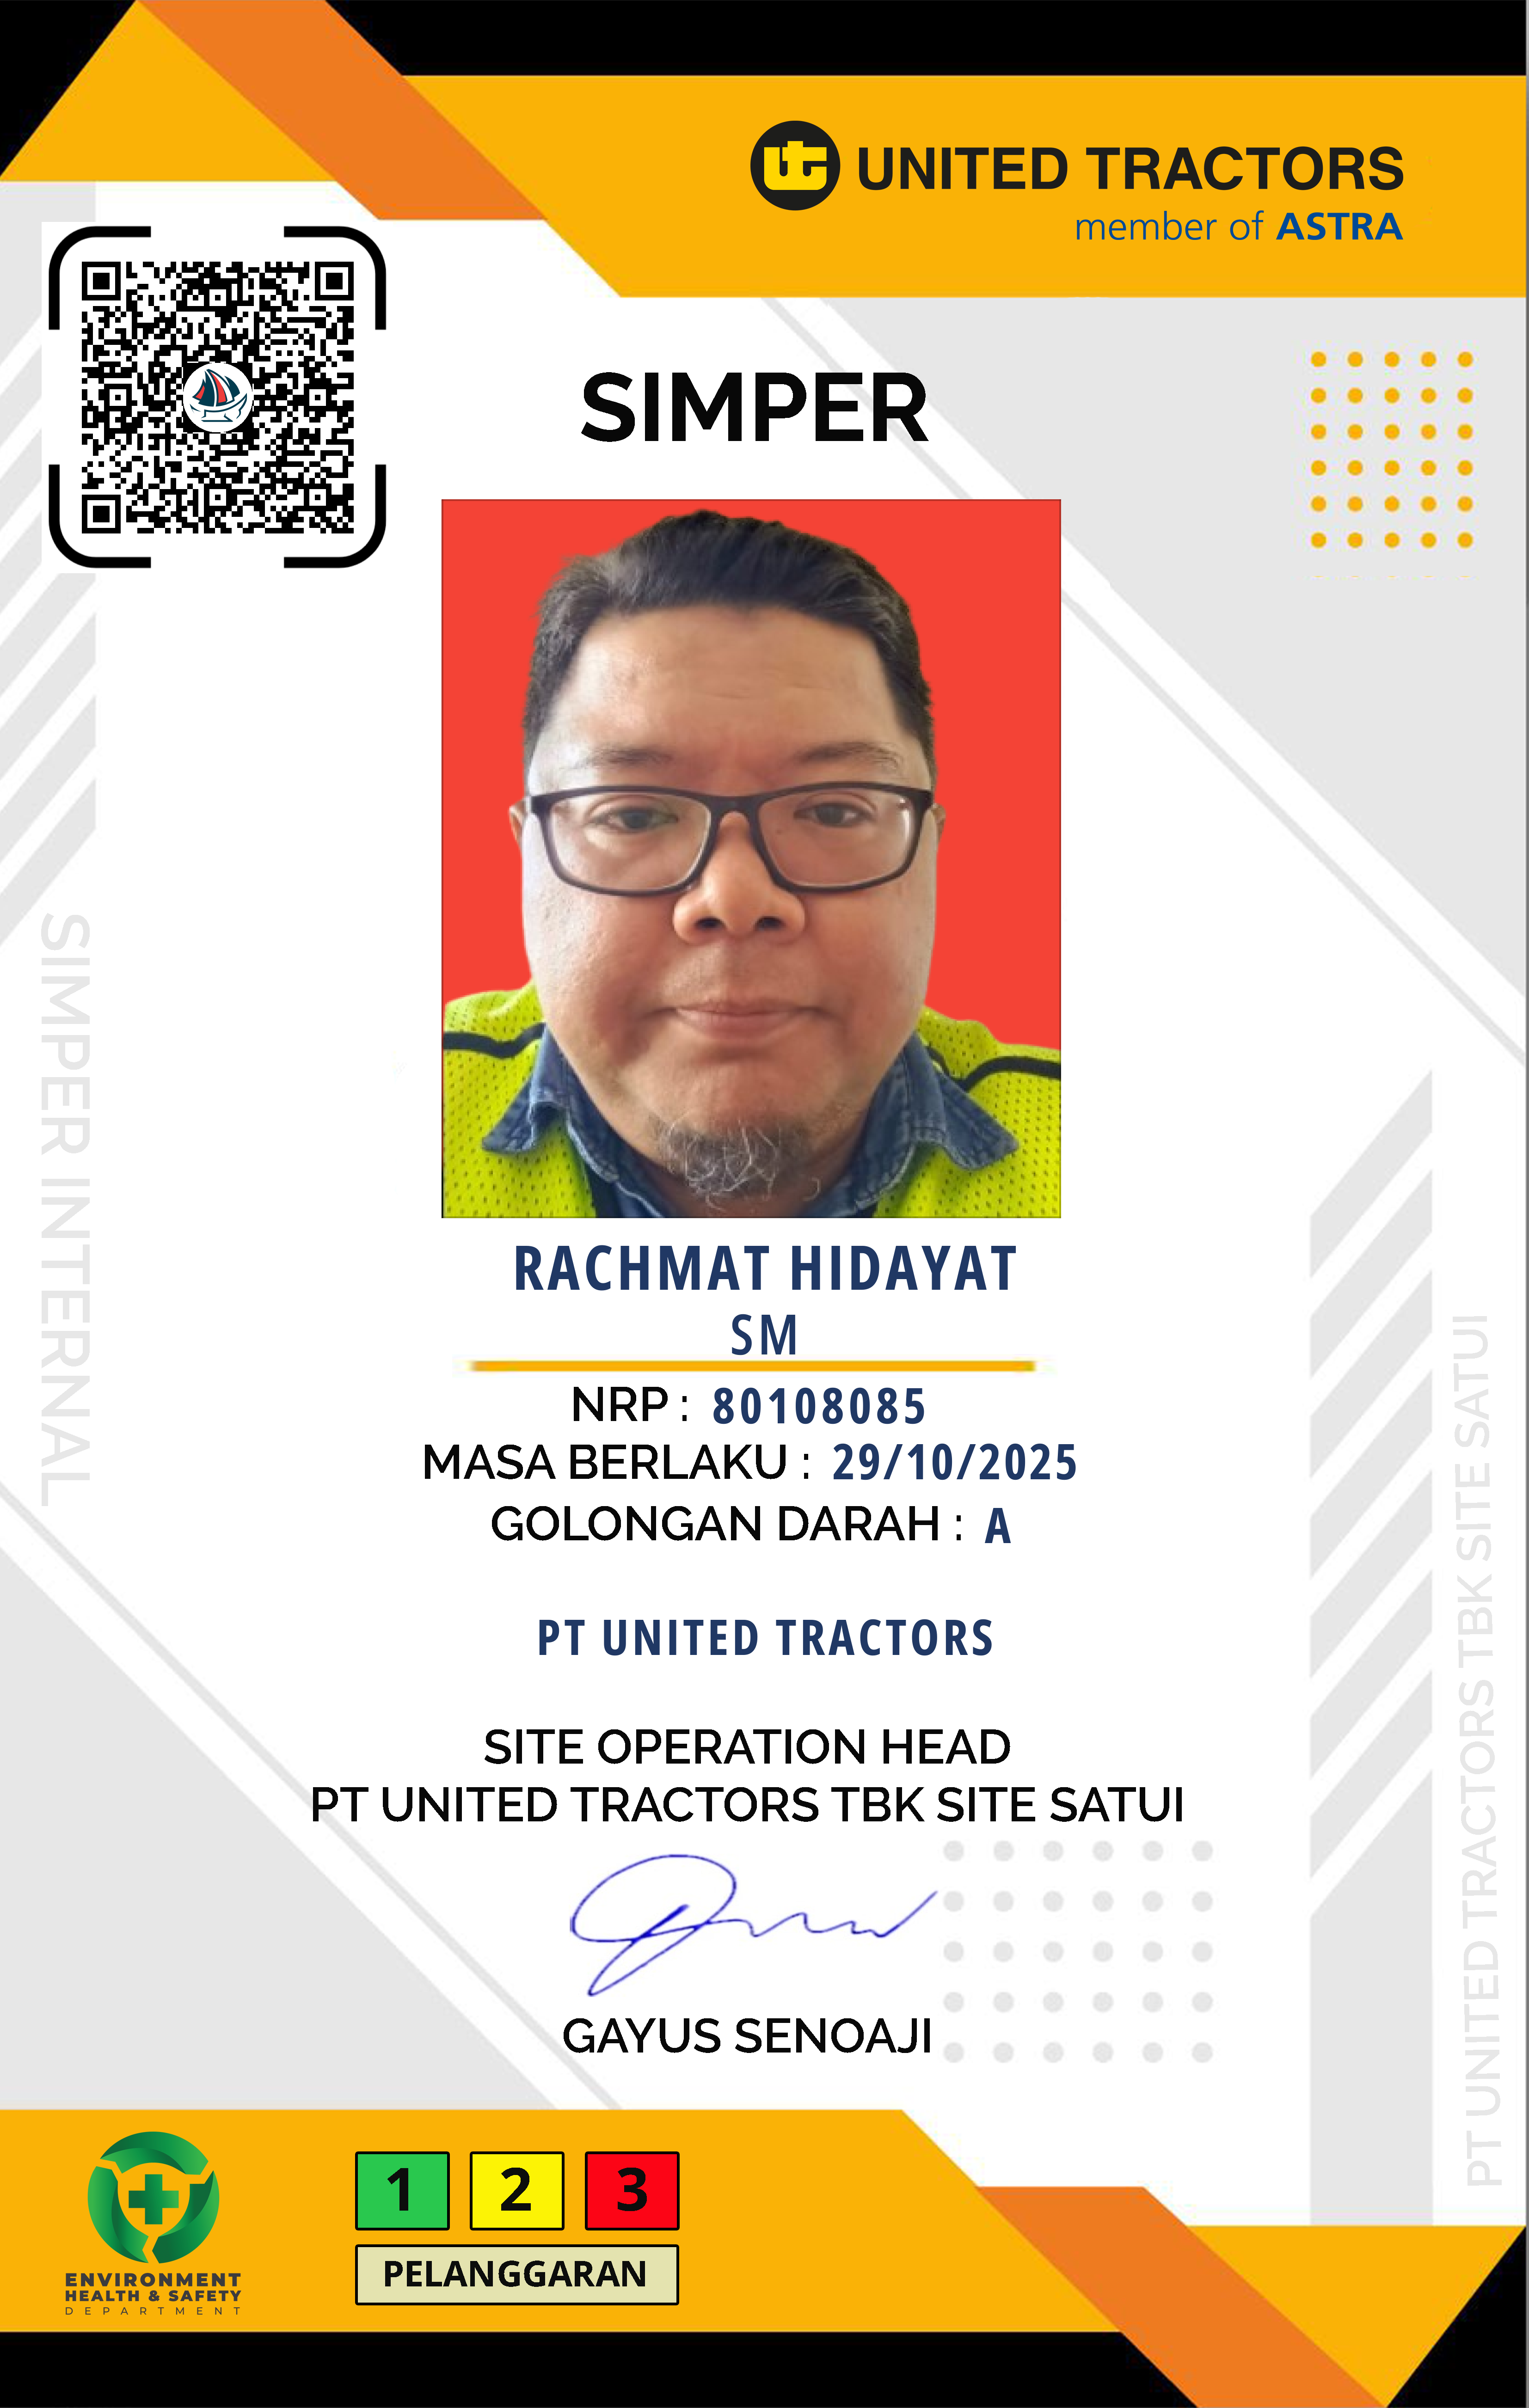 UNITED TRACTORS
member of ASTRA
SIMPER
RACHMAT HIDAYAT
SM
NRP : 80108085
MASA BERLAKU : 29/10/2025
GOLONGAN DARAH : A
PT UNITED TRACTORS
SITE OPERATION HEAD
PT UNITED TRACTORS TBK SITE SATUI
GAYUS SENOAJI
SIMPER INTERNAL
PT UNITED TRACTORS TBK SITE SATUI
ENVIRONMENT
HEALTH & SAFETY
DEPARTMENT
1 2 3
PELANGGARAN